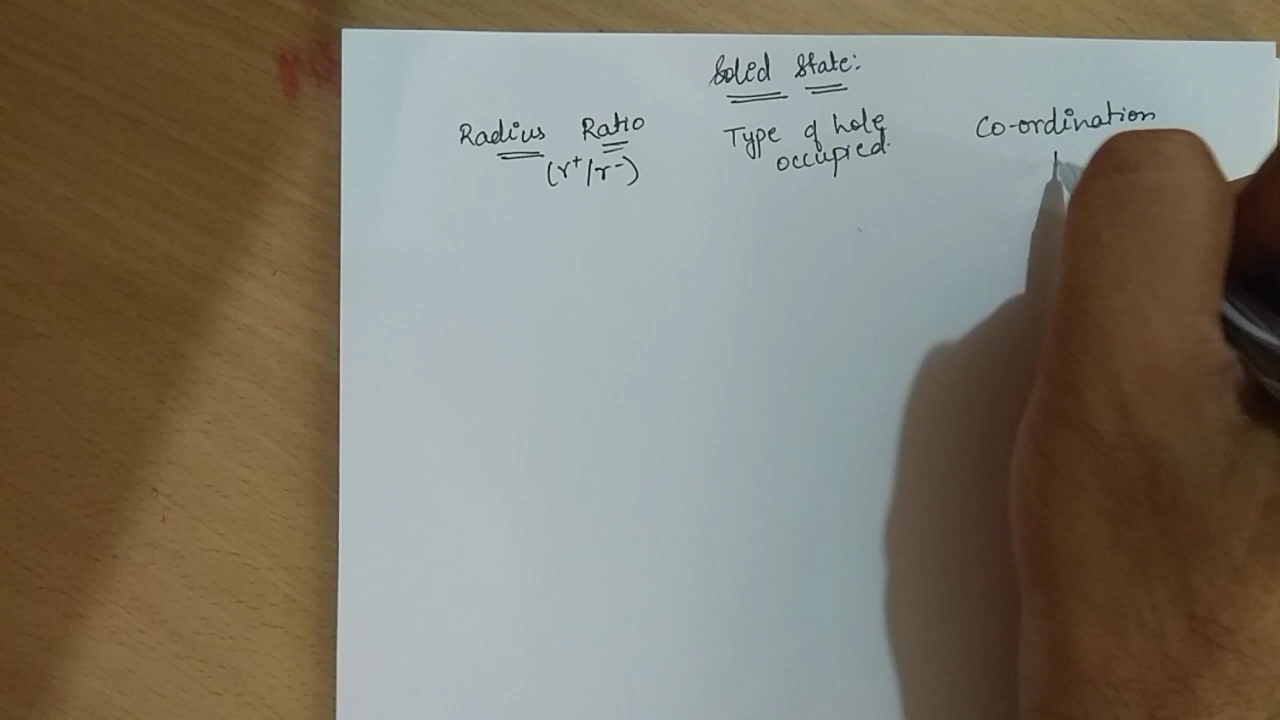 Solid State:
Radius Ratio
(r⁺/r⁻)
Type of hole
occupied.
Co-ordination